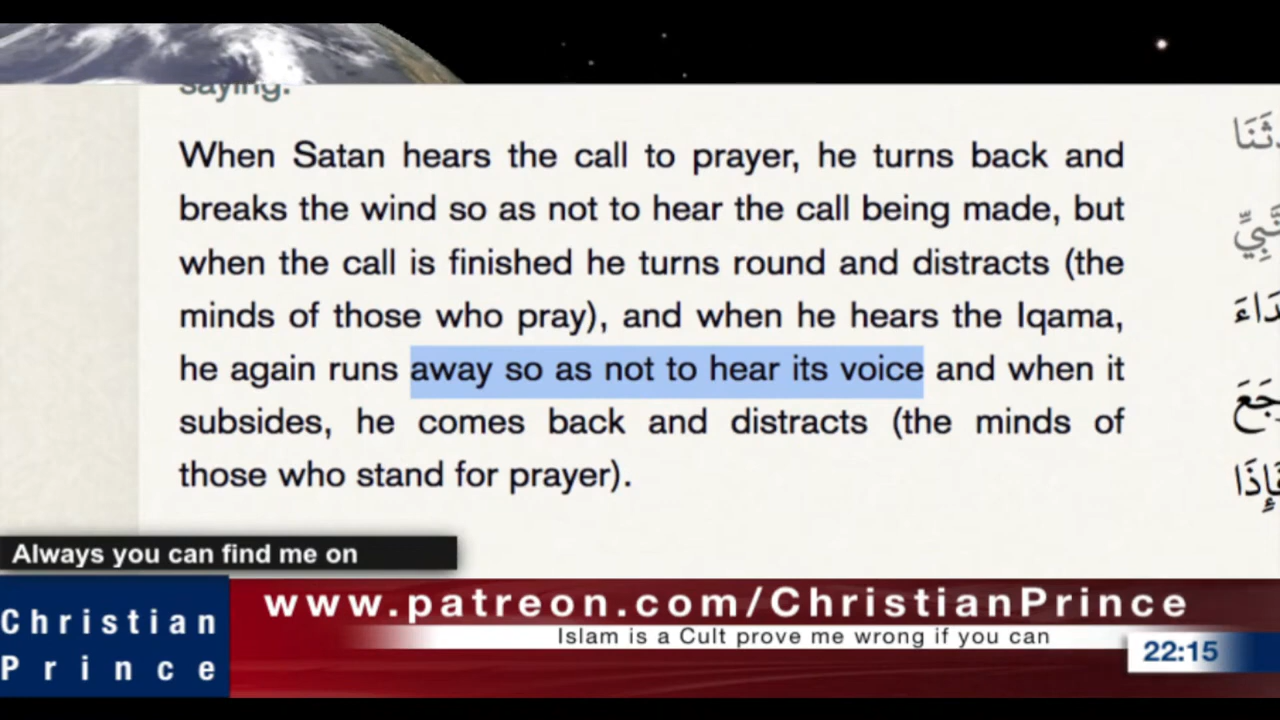 saying:
When Satan hears the call to prayer, he turns back and
breaks the wind so as not to hear the call being made, but
when the call is finished he turns round and distracts (the
minds of those who pray), and when he hears the Iqama,
he again runs away so as not to hear its voice and when it
subsides, he comes back and distracts (the minds of
those who stand for prayer).
Always you can find me on
Christian
Prince
www.patreon.com/ChristianPrince
Islam is a Cult prove me wrong if you can
22:15